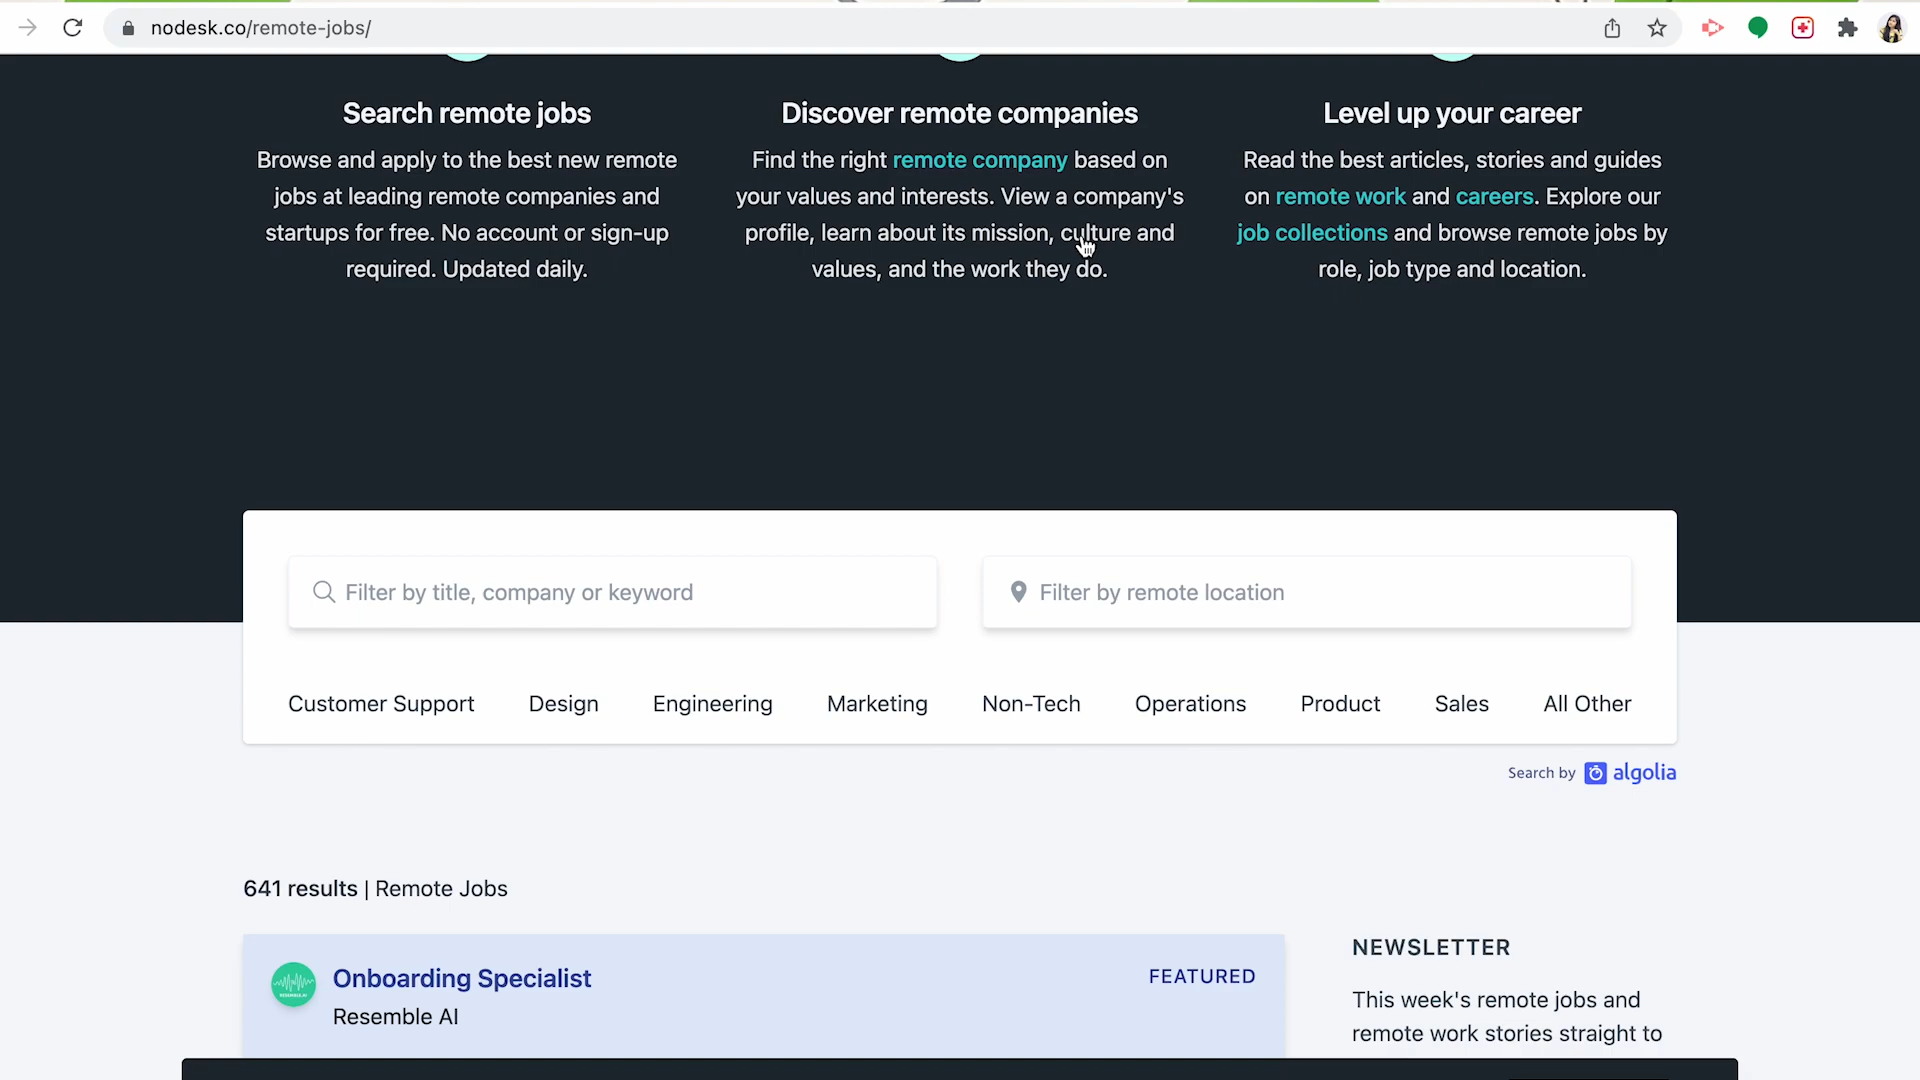 nodesk.co/remote-jobs/
Search remote jobs
Browse and apply to the best new remote
jobs at leading remote companies and
startups for free. No account or sign-up
required. Updated daily.
Discover remote companies
Find the right remote company based on
your values and interests. View a company's
profile, learn about its mission, culture and
values, and the work they do.
Level up your career
Read the best articles, stories and guides
on remote work and careers. Explore our
job collections and browse remote jobs by
role, job type and location.
Filter by title, company or keyword
Filter by remote location
Customer Support Design Engineering Marketing Non-Tech Operations Product Sales All Other
Search by algolia
641 results | Remote Jobs
Onboarding Specialist
FEATURED
RESEMBLE.AI
Resemble AI
NEWSLETTER
This week's remote jobs and
remote work stories straight to